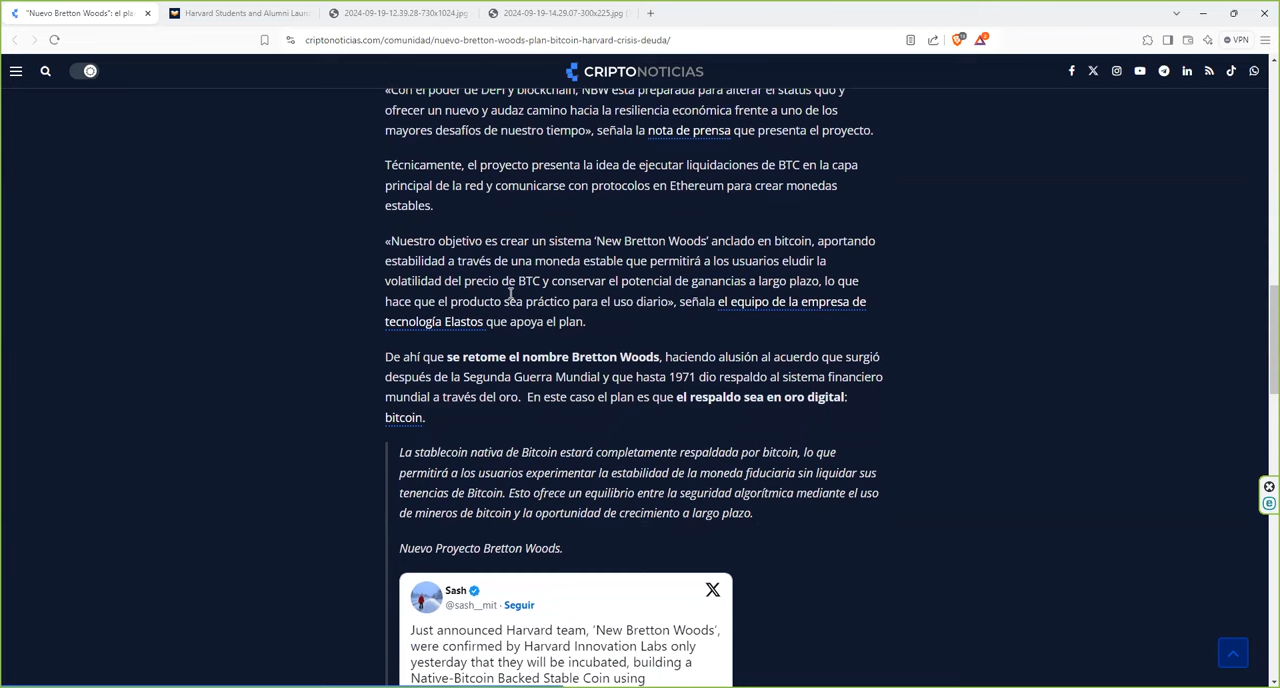 "Nuevo Bretton Woods": el pla
Harvard Students and Alumni Laun
2024-09-19-12.39.28-730x1024.jpg
2024-09-19-14.29.07-300x225.jpg (
criptonoticias.com/comunidad/nuevo-bretton-woods-plan-bitcoin-harvard-crisis-deuda/
VPN
CRIPTONOTICIAS
«Con el poder de DeFi y blockchain, NBW está preparada para alterar el status quo y
ofrecer un nuevo y audaz camino hacia la resiliencia económica frente a uno de los
mayores desafíos de nuestro tiempo», señala la nota de prensa que presenta el proyecto.
Técnicamente, el proyecto presenta la idea de ejecutar liquidaciones de BTC en la capa
principal de la red y comunicarse con protocolos en Ethereum para crear monedas
estables.
«Nuestro objetivo es crear un sistema 'New Bretton Woods' anclado en bitcoin, aportando
estabilidad a través de una moneda estable que permitirá a los usuarios eludir la
volatilidad del precio de BTC y conservar el potencial de ganancias a largo plazo, lo que
hace que el producto sea práctico para el uso diario», señala el equipo de la empresa de
tecnología Elastos que apoya el plan.
De ahí que se retome el nombre Bretton Woods, haciendo alusión al acuerdo que surgió
después de la Segunda Guerra Mundial y que hasta 1971 dio respaldo al sistema financiero
mundial a través del oro. En este caso el plan es que el respaldo sea en oro digital:
bitcoin.
La stablecoin nativa de Bitcoin estará completamente respaldada por bitcoin, lo que
permitirá a los usuarios experimentar la estabilidad de la moneda fiduciaria sin liquidar sus
tenencias de Bitcoin. Esto ofrece un equilibrio entre la seguridad algorítmica mediante el uso
de mineros de bitcoin y la oportunidad de crecimiento a largo plazo.
Nuevo Proyecto Bretton Woods.
Sash
@sash__mit · Seguir
Just announced Harvard team, 'New Bretton Woods',
were confirmed by Harvard Innovation Labs only
yesterday that they will be incubated, building a
Native-Bitcoin Backed Stable Coin using